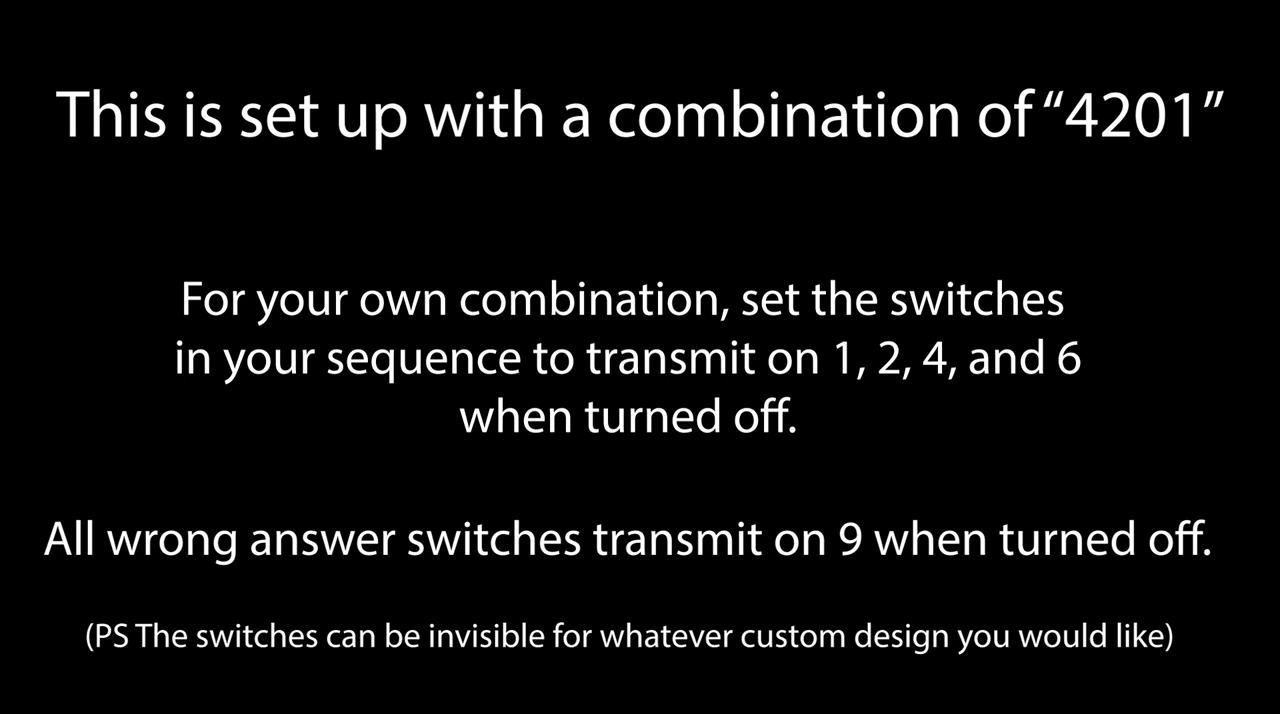 This is set up with a combination of “4201”
For your own combination, set the switches
in your sequence to transmit on 1, 2, 4, and 6
when turned off.
All wrong answer switches transmit on 9 when turned off.
(PS The switches can be invisible for whatever custom design you would like)